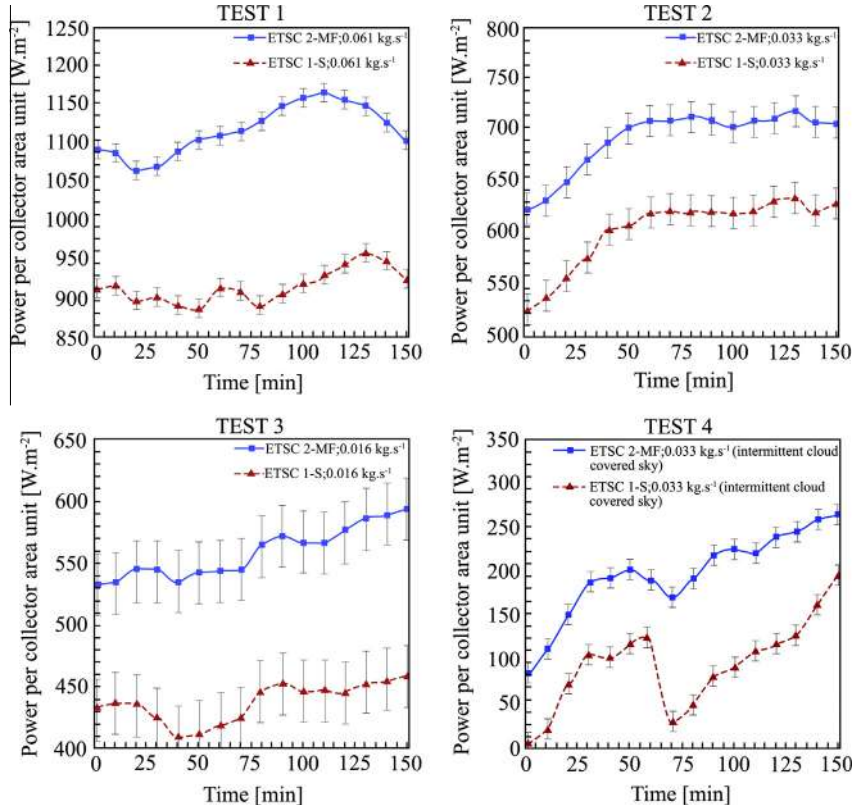 TEST 1
Power per collector area unit [W.m-2]
1250
1200
1150
1100
1050
1000
950
900
850
ETSC 2-MF;0.061 kg.s-1
ETSC 1-S;0.061 kg.s-1
0 25 50 75 100 125 150
Time [min]
TEST 2
Power per collector area unit [W.m-2]
800
750
700
650
600
550
500
ETSC 2-MF;0.033 kg.s-1
ETSC 1-S;0.033 kg.s-1
0 25 50 75 100 125 150
Time [min]
TEST 3
Power per collector area unit [W.m-2]
650
600
550
500
450
400
ETSC 2-MF;0.016 kg.s-1
ETSC 1-S;0.016 kg.s-1
0 25 50 75 100 125 150
Time [min]
TEST 4
Power per collector area unit [W.m-2]
350
300
250
200
150
100
50
0
ETSC 2-MF;0.033 kg.s-1 (intermittent cloud
covered sky)
ETSC 1-S;0.033 kg.s-1 (intermittent cloud
covered sky)
0 25 50 75 100 125 150
Time [min]